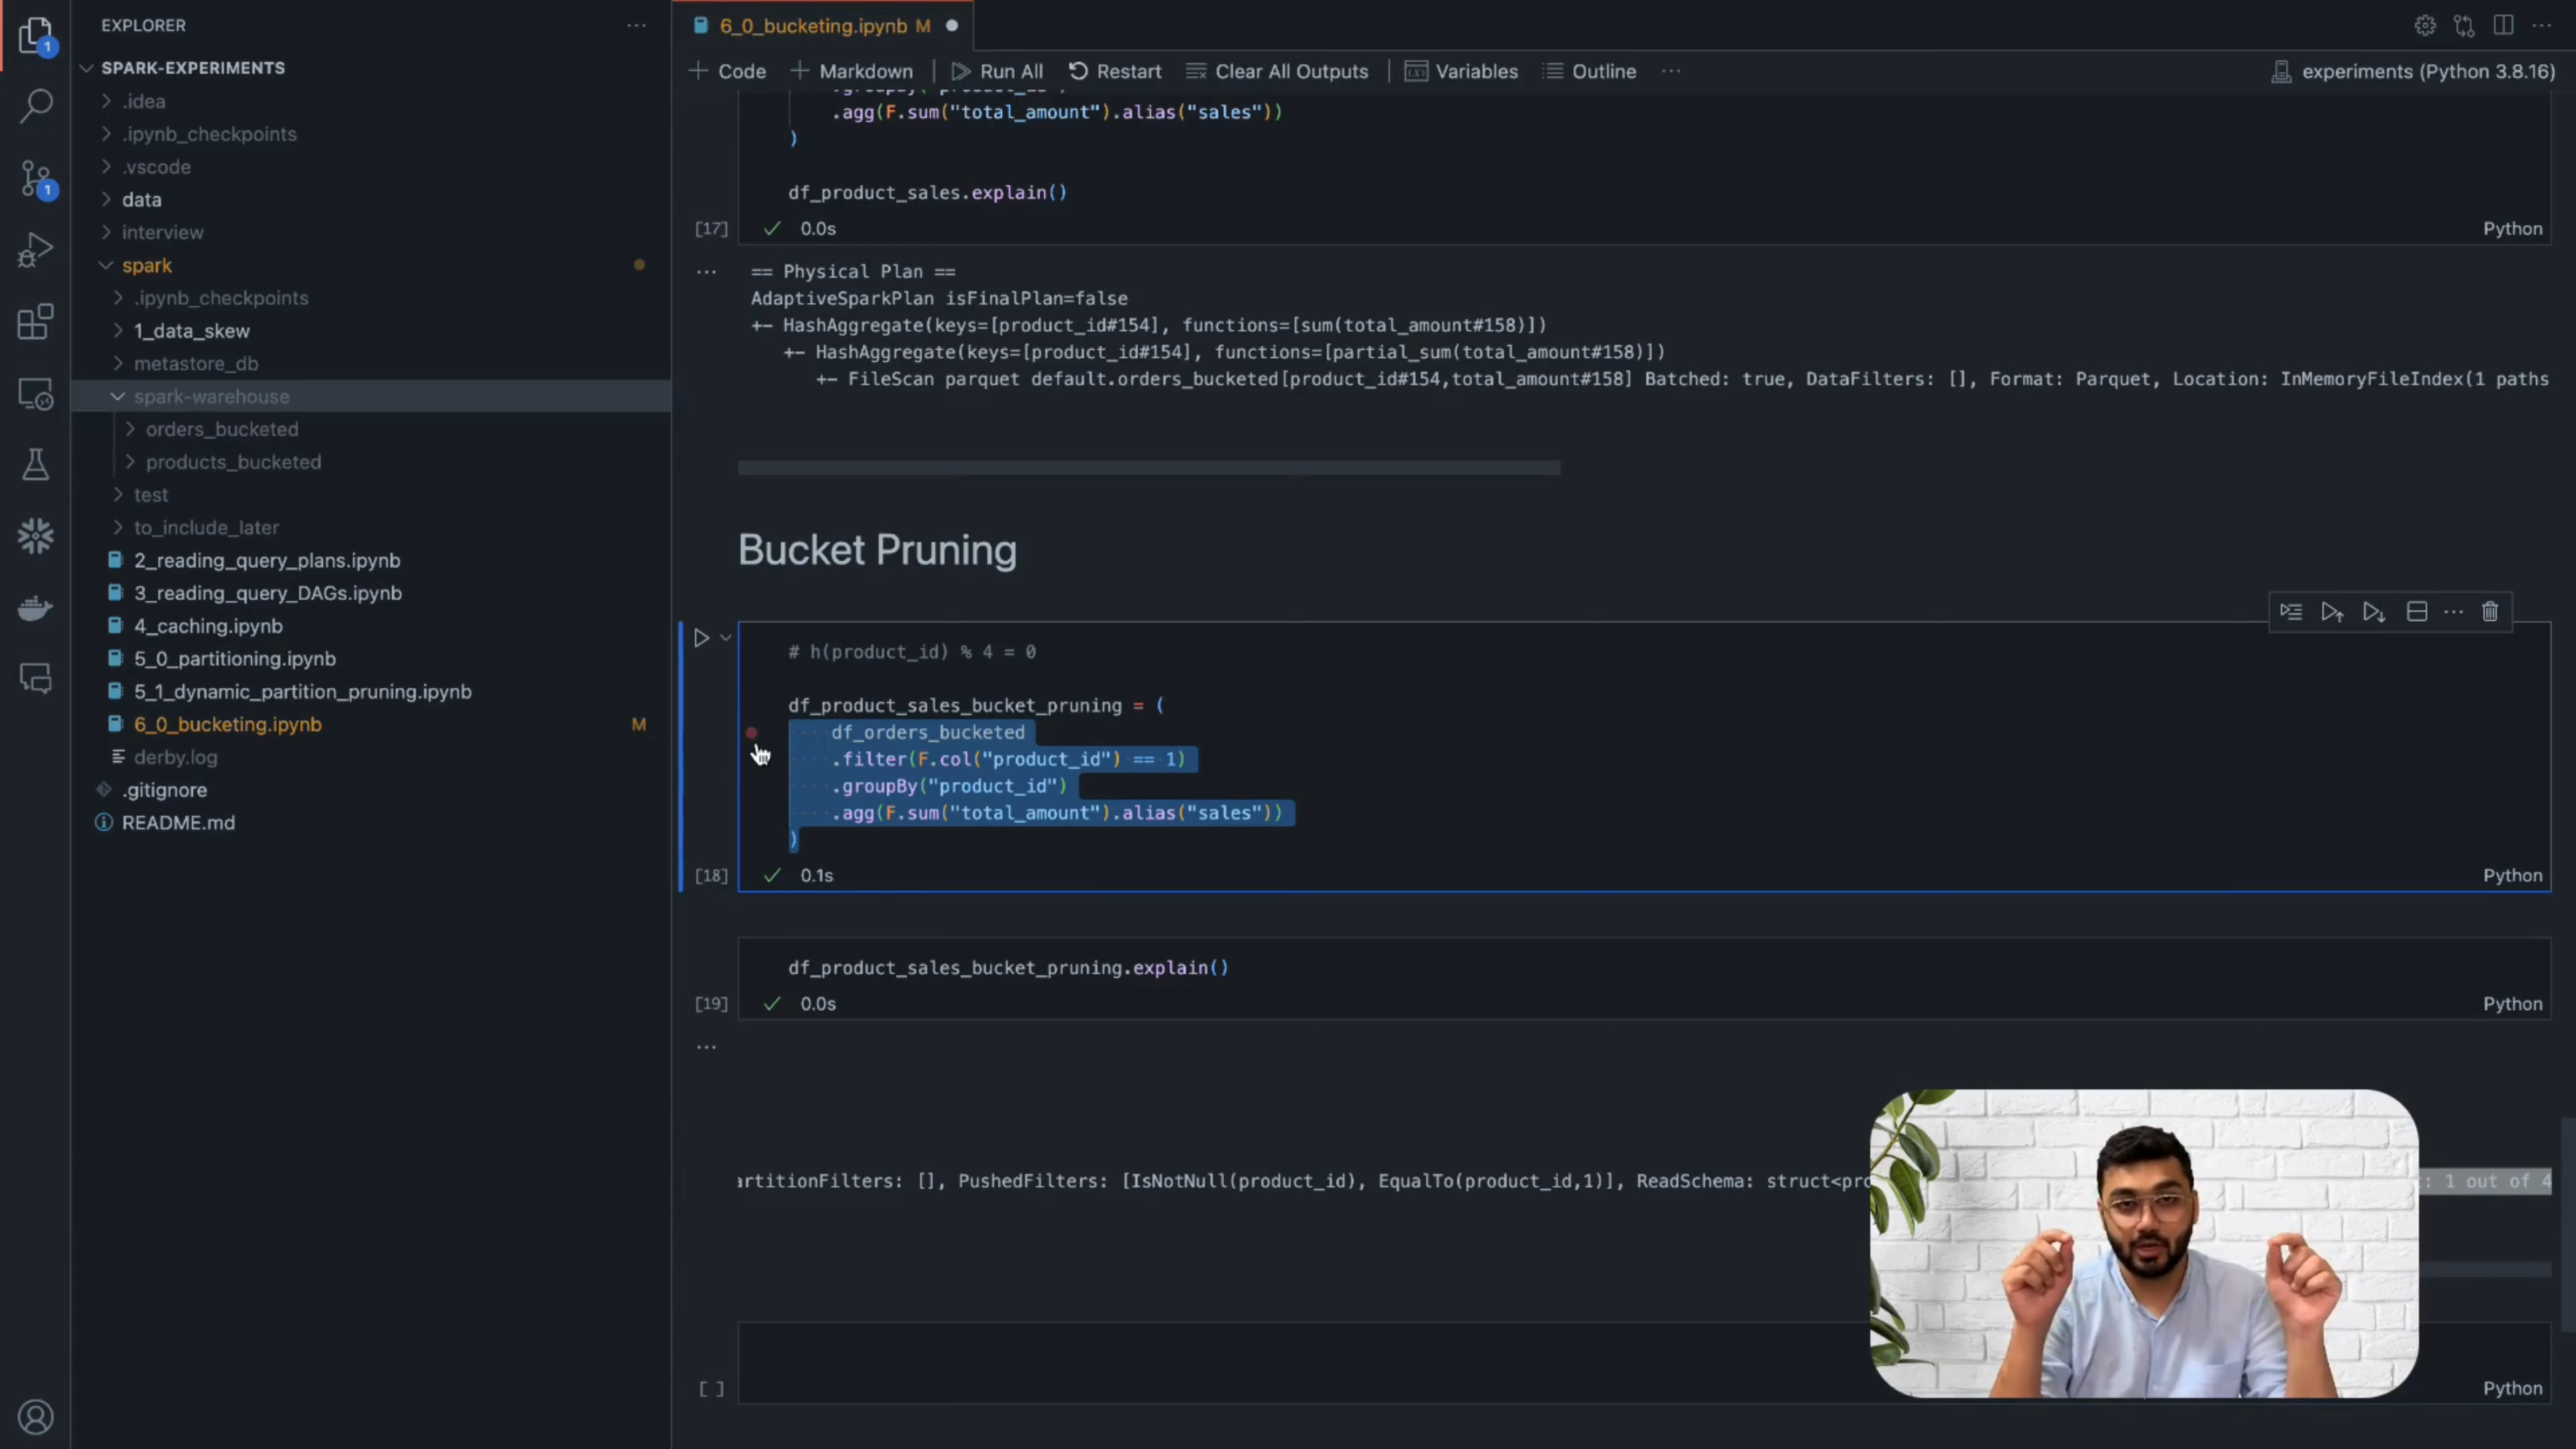 EXPLORER
SPARK-EXPERIMENTS
.idea
.ipynb_checkpoints
.vscode
data
interview
spark
.ipynb_checkpoints
1_data_skew
metastore_db
spark-warehouse
orders_bucketed
products_bucketed
test
to_include_later
2_reading_query_plans.ipynb
3_reading_query_DAGs.ipynb
4_caching.ipynb
5_0_partitioning.ipynb
5_1_dynamic_partition_pruning.ipynb
6_0_bucketing.ipynb M
derby.log
.gitignore
README.md
1
1
6_0_bucketing.ipynb M
+ Code + Markdown Run All Restart Clear All Outputs Variables Outline ... experiments (Python 3.8.16)
.groupBy("product_id")
.agg(F.sum("total_amount").alias("sales"))
)
df_product_sales.explain()
[17] 0.0s Python
== Physical Plan ==
AdaptiveSparkPlan isFinalPlan=false
+- HashAggregate(keys=[product_id#154], functions=[sum(total_amount#158)])
+- HashAggregate(keys=[product_id#154], functions=[partial_sum(total_amount#158)])
+- FileScan parquet default.orders_bucketed[product_id#154,total_amount#158] Batched: true, DataFilters: [], Format: Parquet, Location: InMemoryFileIndex(1 paths
Bucket Pruning
# h(product_id) % 4 = 0
df_product_sales_bucket_pruning = (
df_orders_bucketed
.filter(F.col("product_id") == 1)
.groupBy("product_id")
.agg(F.sum("total_amount").alias("sales"))
)
[18] 0.1s Python
df_product_sales_bucket_pruning.explain()
[19] 0.0s Python
artitionFilters: [], PushedFilters: [IsNotNull(product_id), EqualTo(product_id,1)], ReadSchema: struct<pro : 1 out of 4
[ ] Python